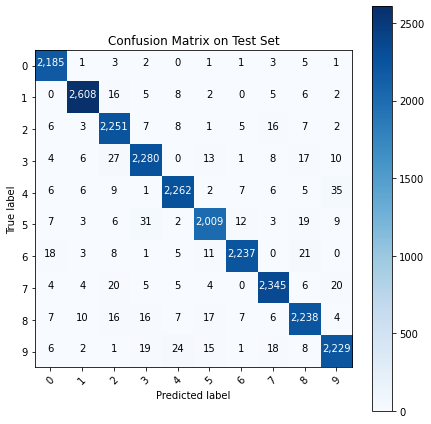 Confusion Matrix on Test Set
0 2,185 1 3 2 0 1 1 3 5 1
1 0 2,608 16 5 8 2 0 5 6 2
2 6 3 2,251 7 8 1 5 16 7 2
3 4 6 27 2,280 0 13 1 8 17 10
4 6 6 9 1 2,262 2 7 6 5 35
5 7 3 6 31 2 2,009 12 3 19 9
6 18 3 8 1 5 11 2,237 0 21 0
7 4 4 20 5 5 4 0 2,345 6 20
8 7 10 16 16 7 17 7 6 2,238 4
9 6 2 1 19 24 15 1 18 8 2,229
0 1 2 3 4 5 6 7 8 9
True label
Predicted label
2500
2000
1500
1000
500
0